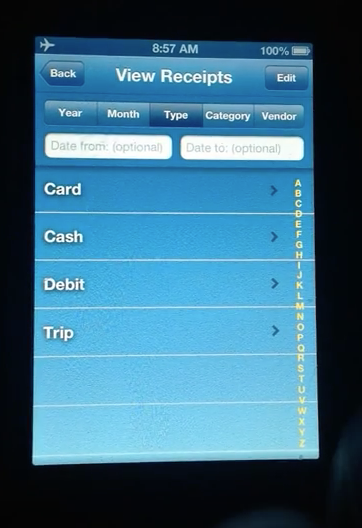 8:57 AM 100%
Back View Receipts Edit
Year Month Type Category Vendor
Date from: (optional) Date to: (optional)
Card
Cash
Debit
Trip
A
B
C
D
E
F
G
H
I
J
K
L
M
N
O
P
Q
R
S
T
U
V
W
X
Y
Z